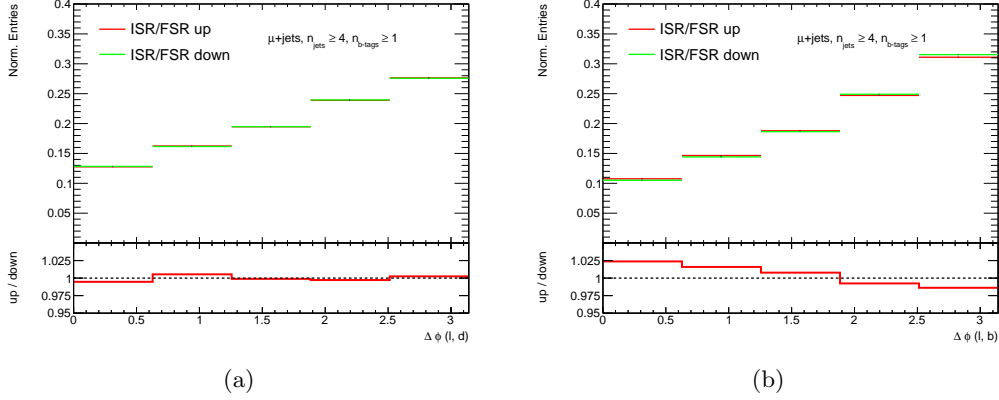 Norm. Entries
0.4
0.35
0.3
0.25
0.2
0.15
0.1
0.05
ISR/FSR up
ISR/FSR down
μ+jets, n_jets ≥ 4, n_b-tags ≥ 1
up / down
1.025
1
0.975
0.95
0 0.5 1 1.5 2 2.5 3
Δ φ (l, d)
(a)
Norm. Entries
0.4
0.35
0.3
0.25
0.2
0.15
0.1
0.05
ISR/FSR up
ISR/FSR down
μ+jets, n_jets ≥ 4, n_b-tags ≥ 1
up / down
1.025
1
0.975
0.95
0 0.5 1 1.5 2 2.5 3
Δ φ (l, b)
(b)